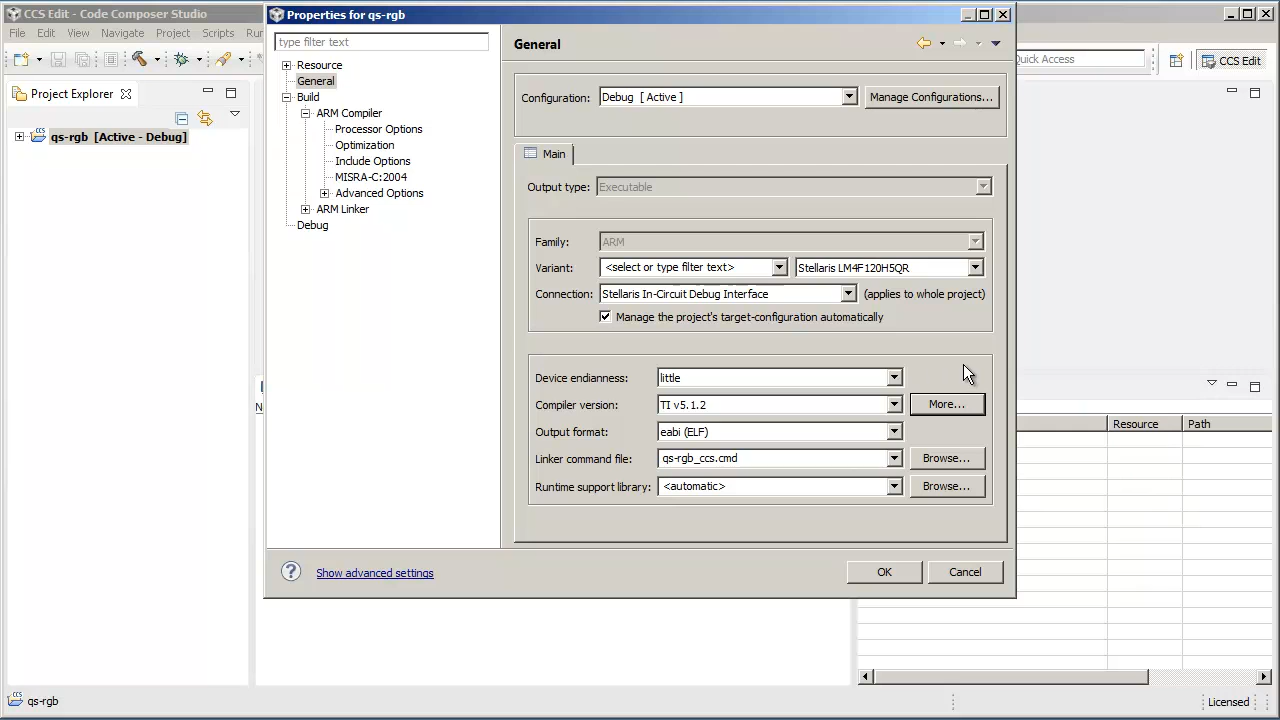 CCS Edit - Code Composer Studio
File Edit View Navigate Project Scripts
Quick Access
CCS Edit
Project Explorer
qs-rgb [Active - Debug]
Resource Path
qs-rgb
Licensed
Properties for qs-rgb
type filter text
Resource
General
Build
ARM Compiler
Processor Options
Optimization
Include Options
MISRA-C:2004
Advanced Options
ARM Linker
Debug
General
Configuration: Debug [ Active ] Manage Configurations...
Main
Output type: Executable
Family: ARM
Variant: <select or type filter text> Stellaris LM4F120H5QR
Connection: Stellaris In-Circuit Debug Interface (applies to whole project)
Manage the project's target-configuration automatically
Device endianness: little
Compiler version: TI v5.1.2 More...
Output format: eabi (ELF)
Linker command file: qs-rgb_ccs.cmd Browse...
Runtime support library: <automatic> Browse...
Show advanced settings
OK Cancel